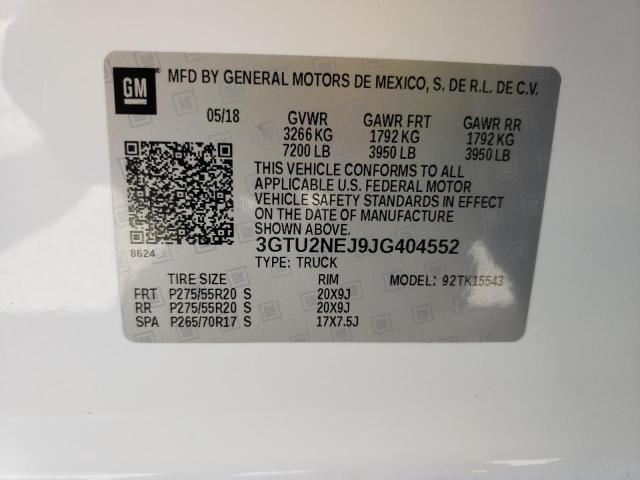 GM MFD BY GENERAL MOTORS DE MEXICO, S. DE R.L. DE C.V.
05/18 GVWR GAWR FRT GAWR RR
3266 KG 1792 KG 1792 KG
7200 LB 3950 LB 3950 LB
THIS VEHICLE CONFORMS TO ALL
APPLICABLE U.S. FEDERAL MOTOR
VEHICLE SAFETY STANDARDS IN EFFECT
ON THE DATE OF MANUFACTURE
SHOWN ABOVE.
8624 3GTU2NEJ9JG404552
TYPE: TRUCK
TIRE SIZE RIM MODEL: 92TK15543
FRT P275/55R20 S 20X9J
RR P275/55R20 S 20X9J
SPA P265/70R17 S 17X7.5J